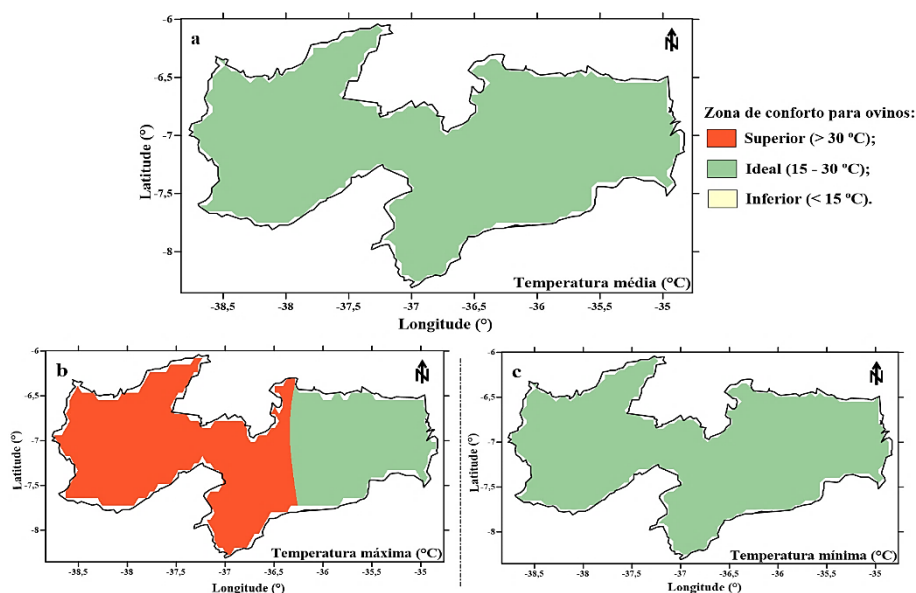 a
N
-6
-6,5
-7
-7,5
-8
Latitude (°)
Temperatura média (°C)
-38,5 -38 -37,5 -37 -36,5 -36 -35,5 -35
Longitude (°)
Zona de conforto para ovinos:
Superior (> 30 ºC);
Ideal (15 - 30 ºC);
Inferior (< 15 ºC).
b
N
-6
-6,5
-7
-7,5
-8
Latitude (°)
Temperatura máxima (°C)
-38,5 -38 -37,5 -37 -36,5 -36 -35,5 -35
Longitude (°)
c
N
-6
-6,5
-7
-7,5
-8
Latitude (°)
Temperatura mínima (°C)
-38,5 -38 -37,5 -37 -36,5 -36 -35,5 -35
Longitude (°)